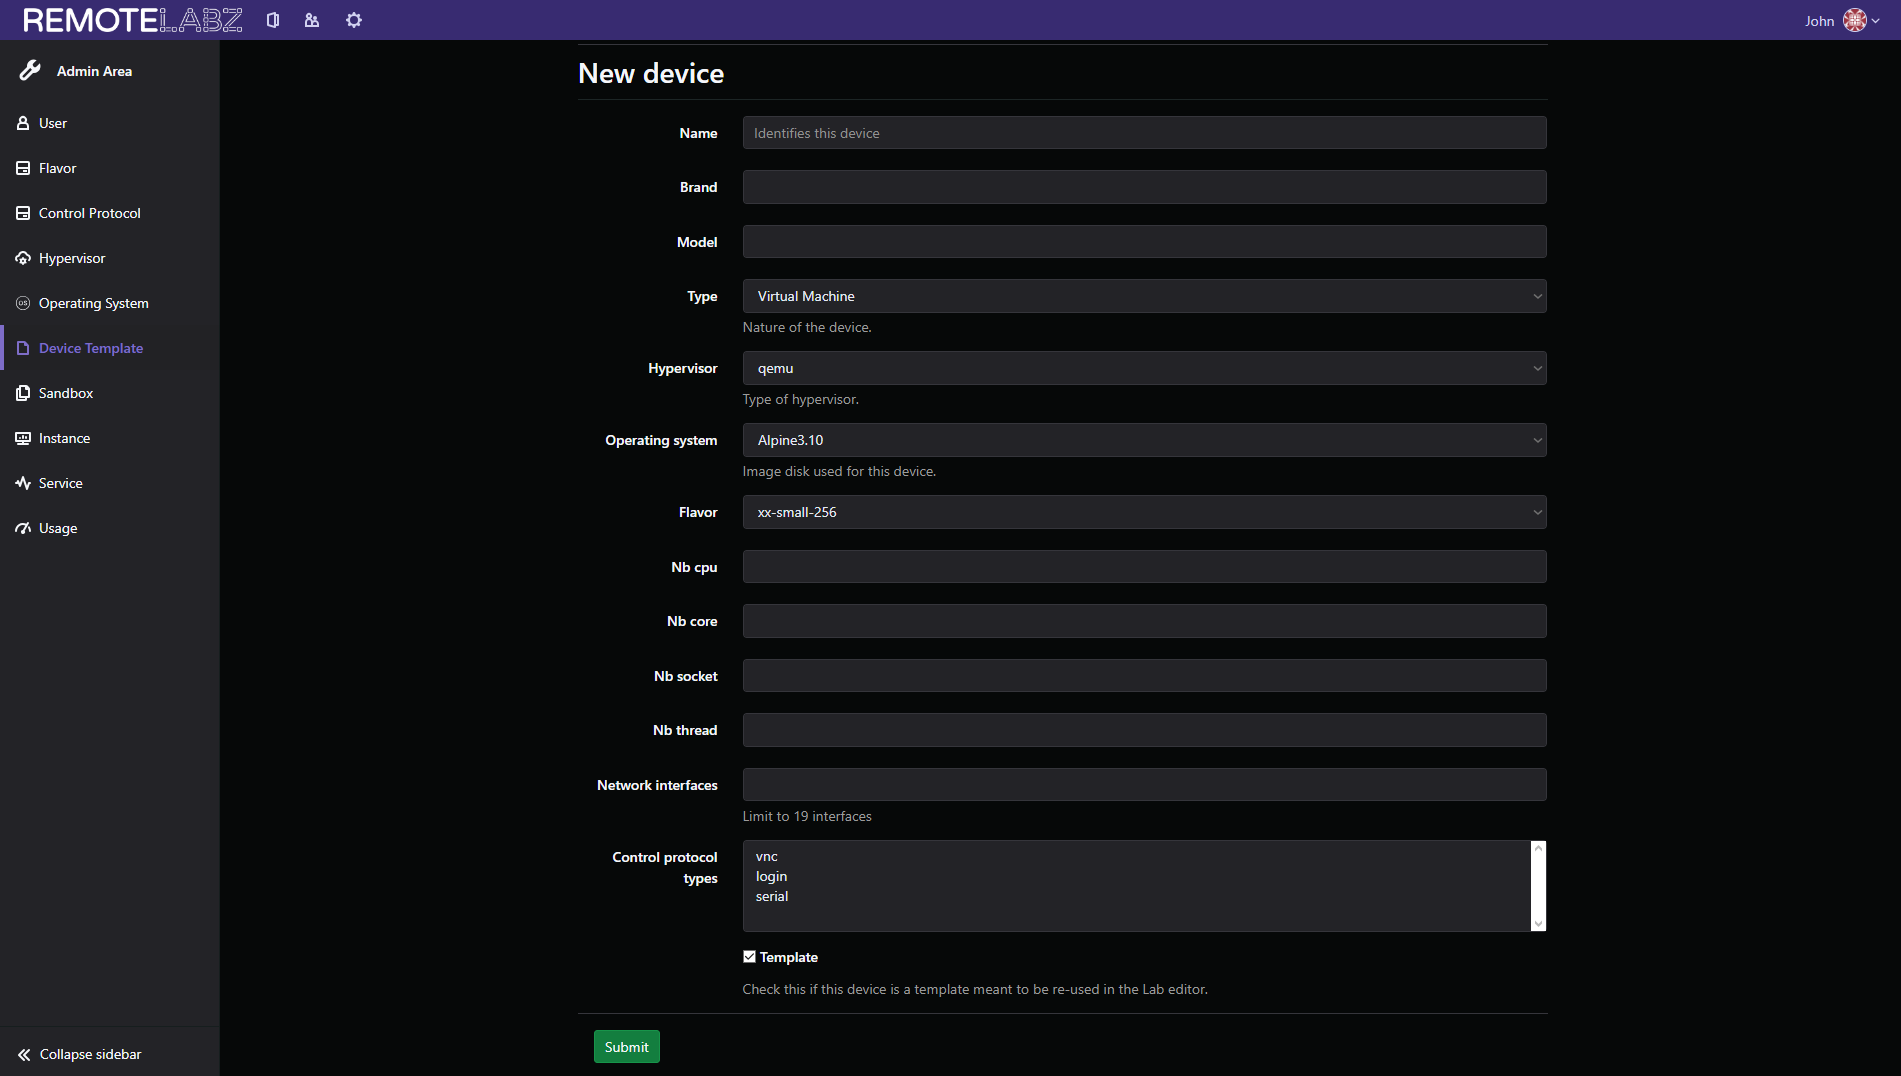 REMOTELABZ
John
Admin Area
User
Flavor
Control Protocol
Hypervisor
OS Operating System
Device Template
Sandbox
Instance
Service
Usage
Collapse sidebar
New device
Name Identifies this device
Brand
Model
Type Virtual Machine
Nature of the device.
Hypervisor qemu
Type of hypervisor.
Operating system Alpine3.10
Image disk used for this device.
Flavor xx-small-256
Nb cpu
Nb core
Nb socket
Nb thread
Network interfaces
Limit to 19 interfaces
Control protocol
types
vnc
login
serial
Template
Check this if this device is a template meant to be re-used in the Lab editor.
Submit